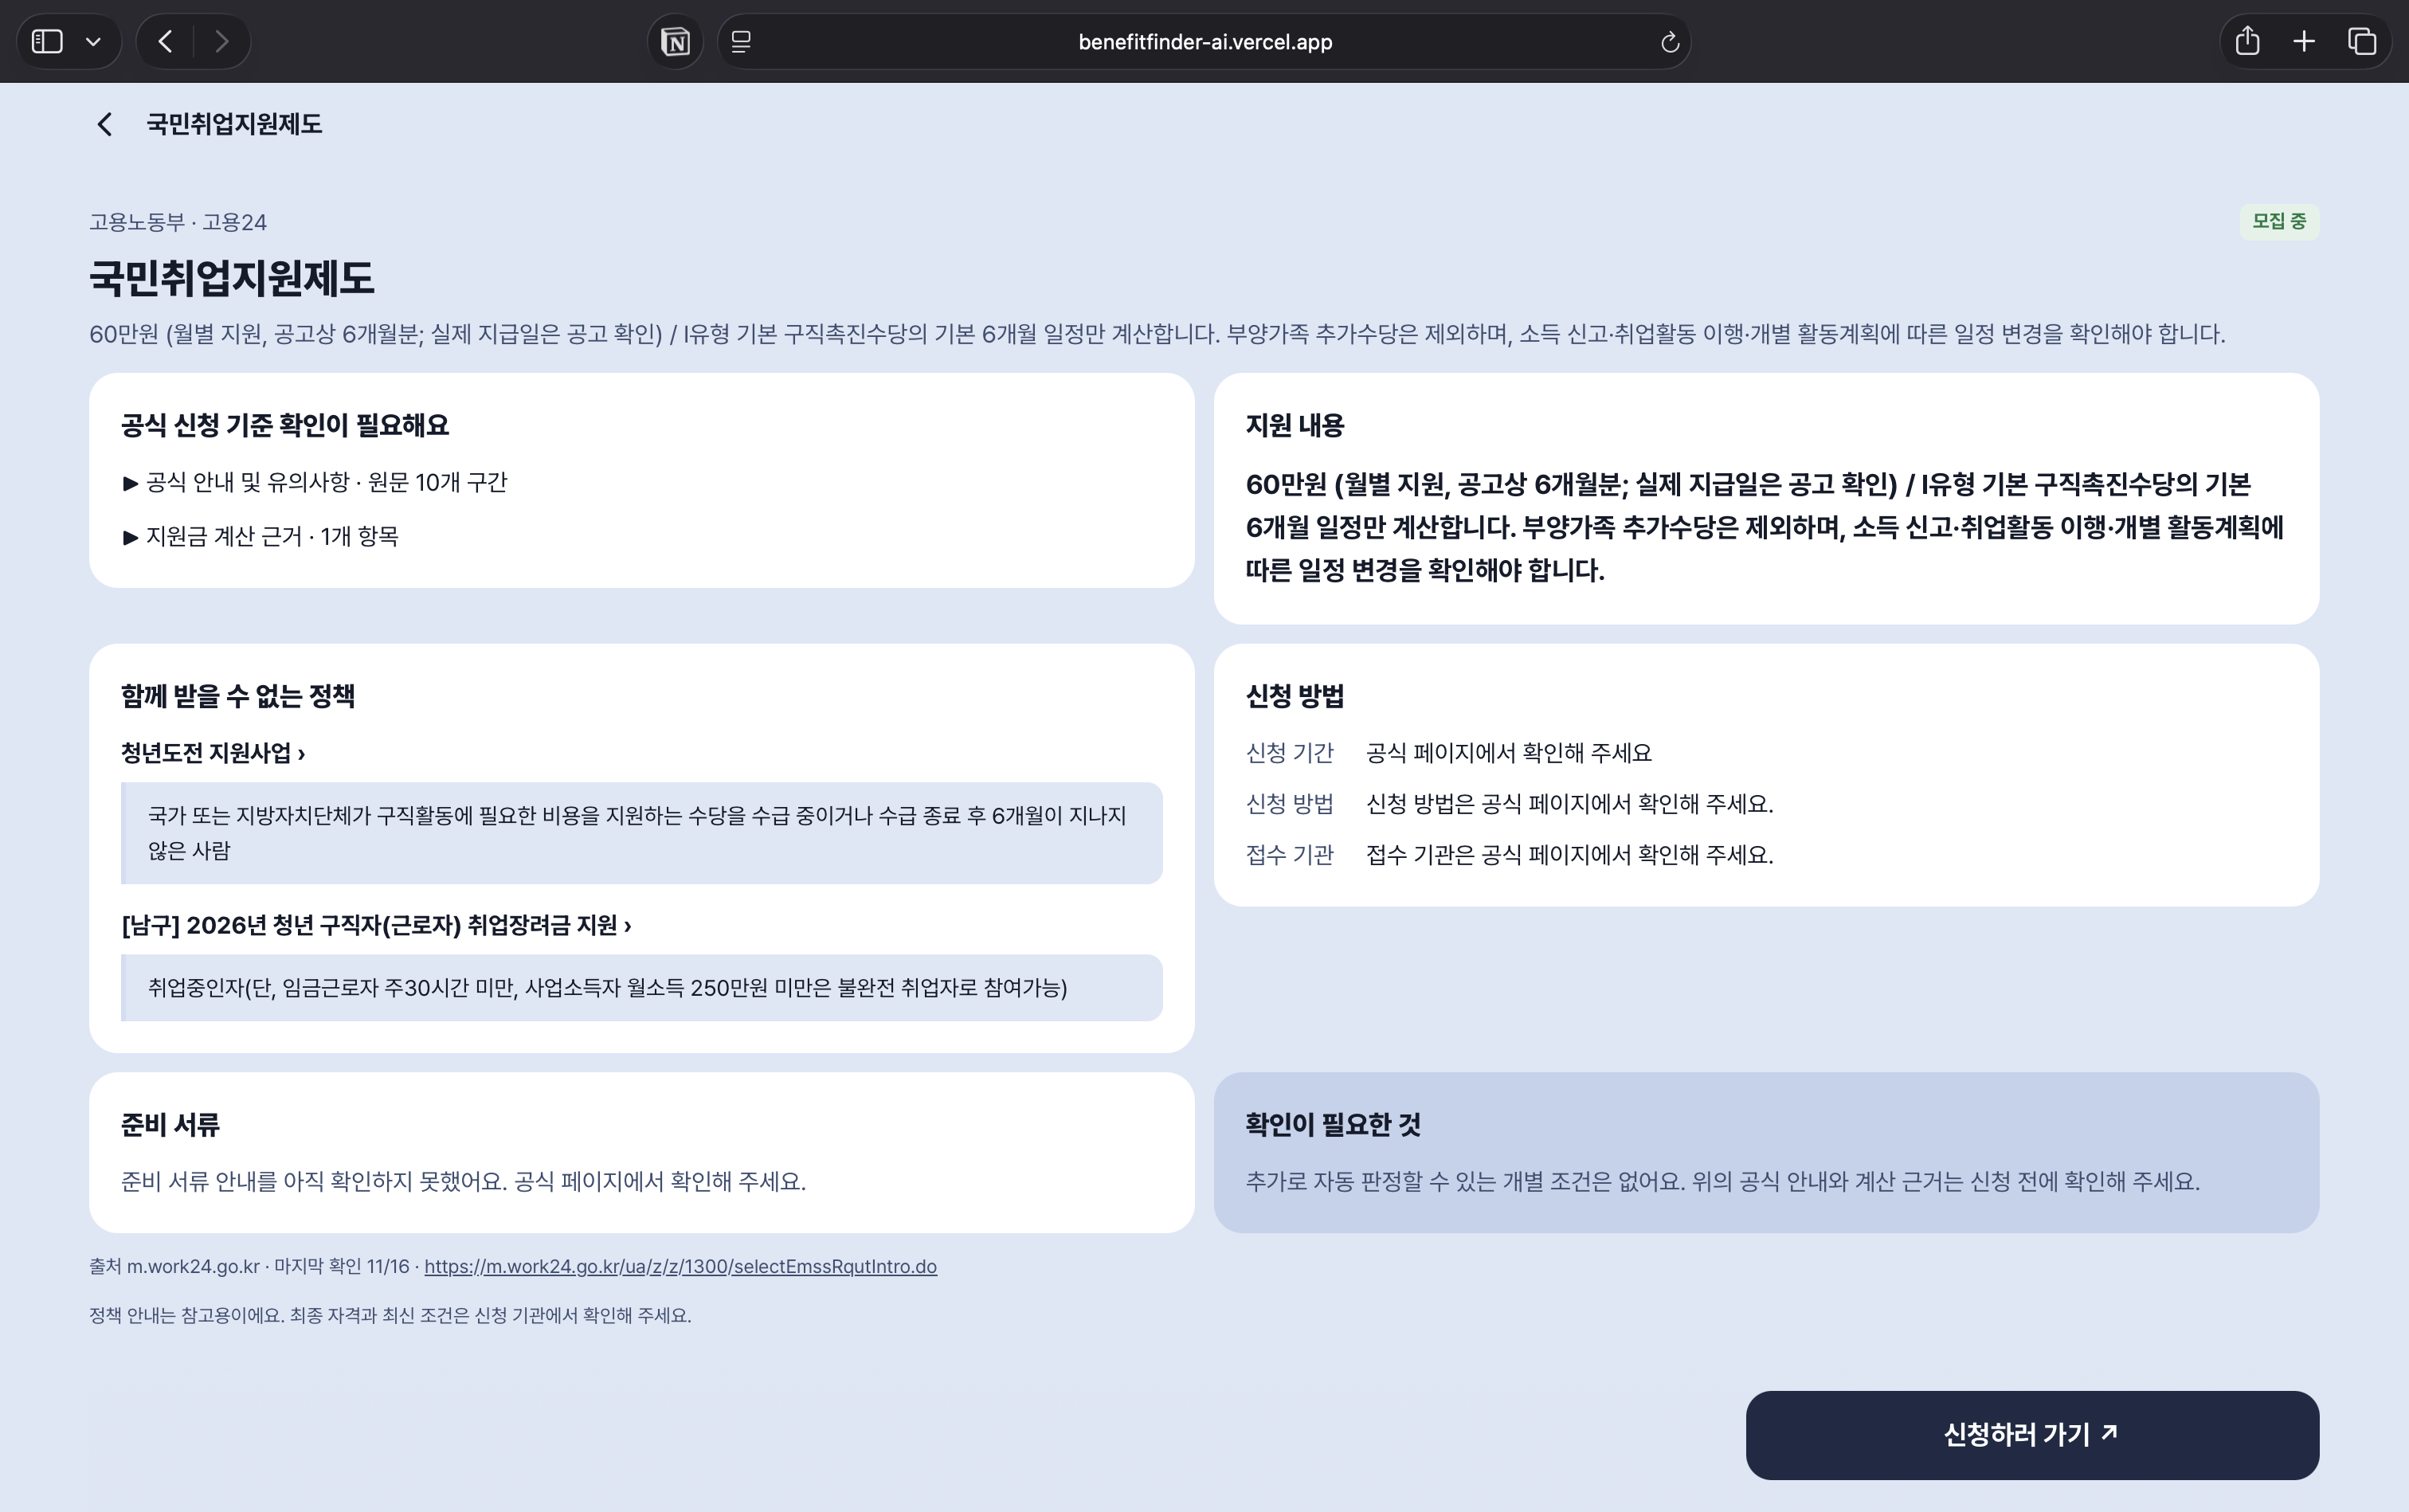 benefitfinder-ai.vercel.app
국민취업지원제도
고용노동부 · 고용24
모집 중
국민취업지원제도
60만원 (월별 지원, 공고상 6개월분; 실제 지급일은 공고 확인) / I유형 기본 구직촉진수당의 기본 6개월 일정만 계산합니다. 부양가족 추가수당은 제외하며, 소득 신고·취업활동 이행·개별 활동계획에 따른 일정 변경을 확인해야 합니다.
공식 신청 기준 확인이 필요해요
▶ 공식 안내 및 유의사항 · 원문 10개 구간
▶ 지원금 계산 근거 · 1개 항목
지원 내용
60만원 (월별 지원, 공고상 6개월분; 실제 지급일은 공고 확인) / I유형 기본 구직촉진수당의 기본
6개월 일정만 계산합니다. 부양가족 추가수당은 제외하며, 소득 신고·취업활동 이행·개별 활동계획에
따른 일정 변경을 확인해야 합니다.
함께 받을 수 없는 정책
청년도전 지원사업 ›
국가 또는 지방자치단체가 구직활동에 필요한 비용을 지원하는 수당을 수급 중이거나 수급 종료 후 6개월이 지나지
않은 사람
[남구] 2026년 청년 구직자(근로자) 취업장려금 지원 ›
취업중인자(단, 임금근로자 주30시간 미만, 사업소득자 월소득 250만원 미만은 불완전 취업자로 참여가능)
신청 방법
신청 기간 공식 페이지에서 확인해 주세요
신청 방법 신청 방법은 공식 페이지에서 확인해 주세요.
접수 기관 접수 기관은 공식 페이지에서 확인해 주세요.
준비 서류
준비 서류 안내를 아직 확인하지 못했어요. 공식 페이지에서 확인해 주세요.
확인이 필요한 것
추가로 자동 판정할 수 있는 개별 조건은 없어요. 위의 공식 안내와 계산 근거는 신청 전에 확인해 주세요.
출처 m.work24.go.kr · 마지막 확인 11/16 · https://m.work24.go.kr/ua/z/z/1300/selectEmssRqutIntro.do
정책 안내는 참고용이에요. 최종 자격과 최신 조건은 신청 기관에서 확인해 주세요.
신청하러 가기 ↗